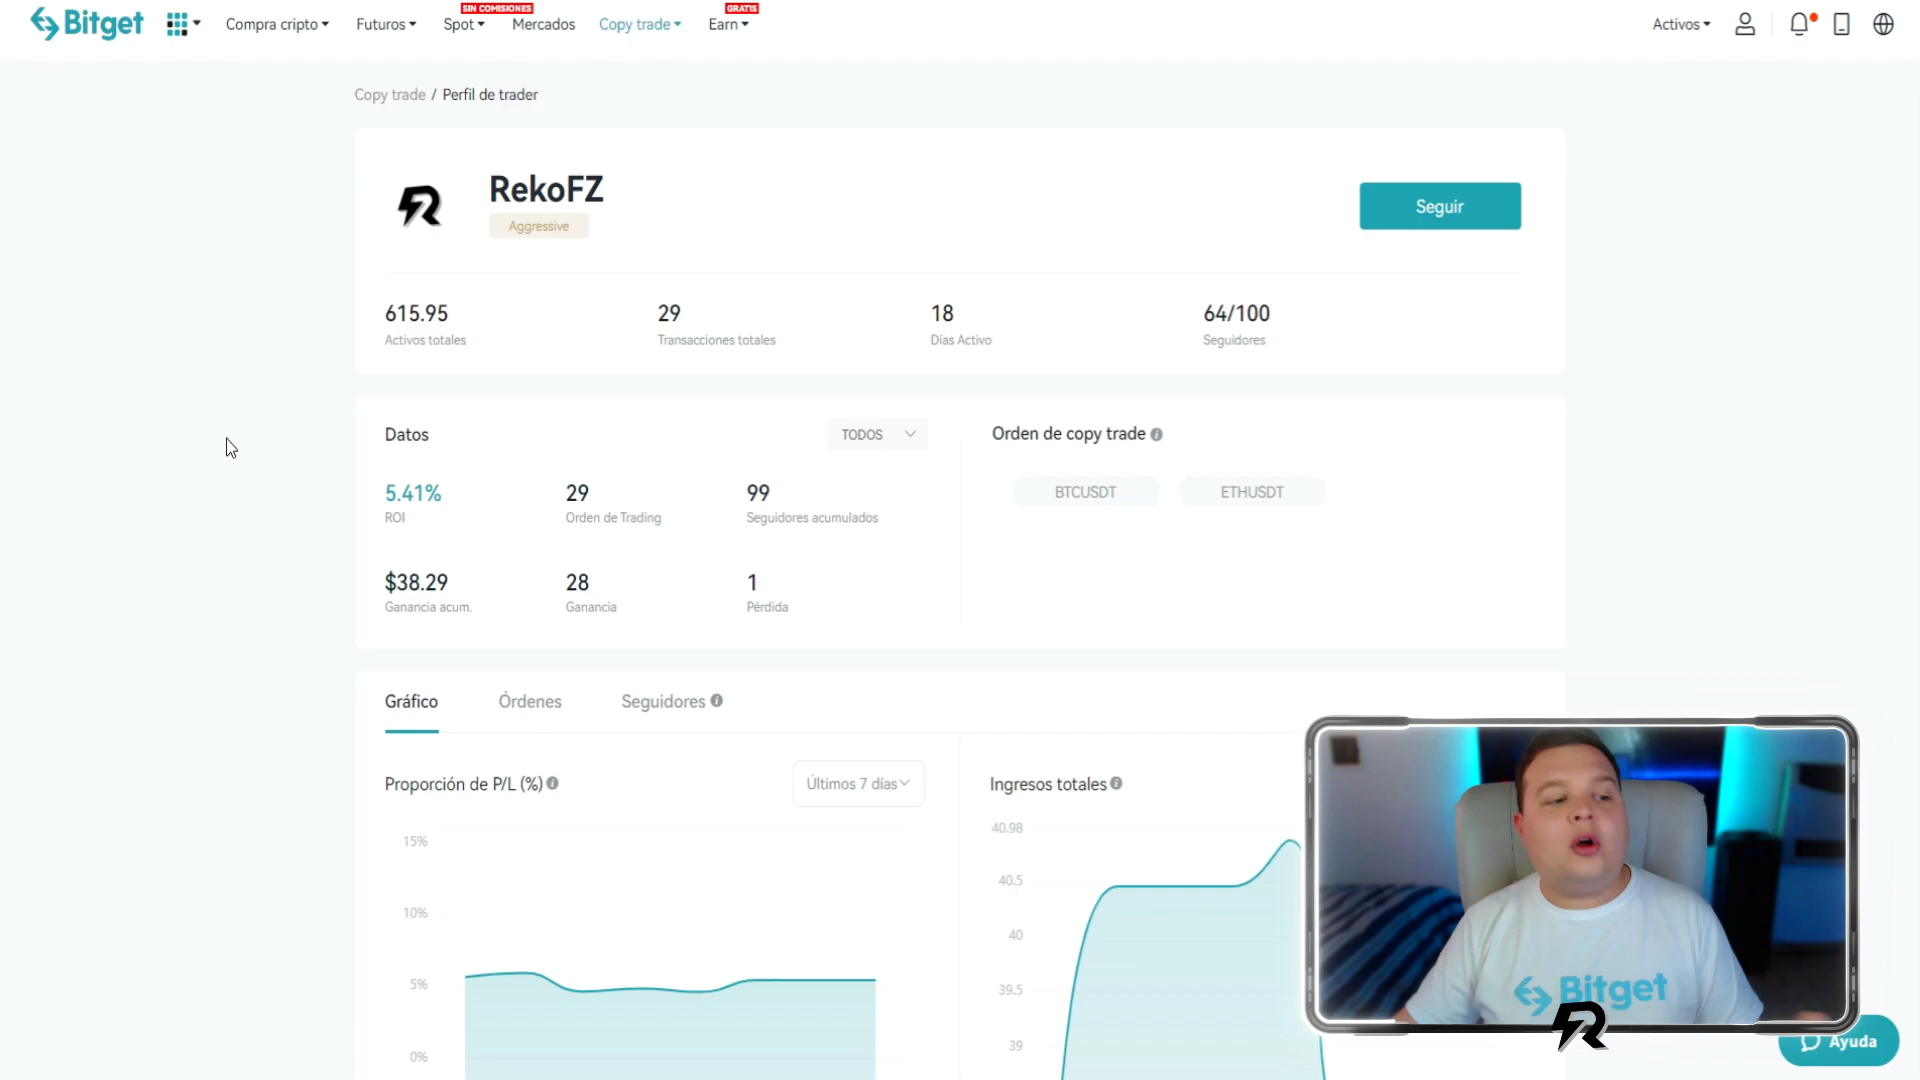 Bitget
Compra cripto
Futuros
SIN COMISIONES
Spot
Mercados
Copy trade
GRATIS
Earn
Activos
Copy trade / Perfil de trader
RekoFZ
Aggressive
Seguir
615.95
Activos totales
29
Transacciones totales
18
Días Activo
64/100
Seguidores
Datos
TODOS
5.41%
ROI
29
Orden de Trading
99
Seguidores acumulados
$38.29
Ganancia acum.
28
Ganancia
1
Pérdida
Orden de copy trade
BTCUSDT
ETHUSDT
Gráfico
Órdenes
Seguidores
Proporción de P/L (%)
Últimos 7 días
15%
10%
5%
0%
Ingresos totales
40.98
40.5
40
39.5
39
Bitget
Ayuda